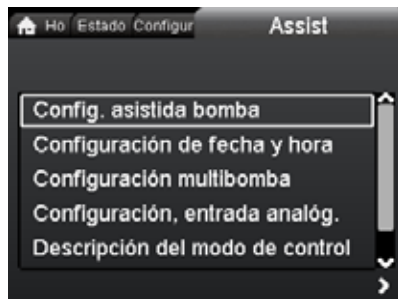 Ho Estado Configur Assist
Config. asistida bomba
Configuración de fecha y hora
Configuración multibomba
Configuración, entrada analóg.
Descripción del modo de control